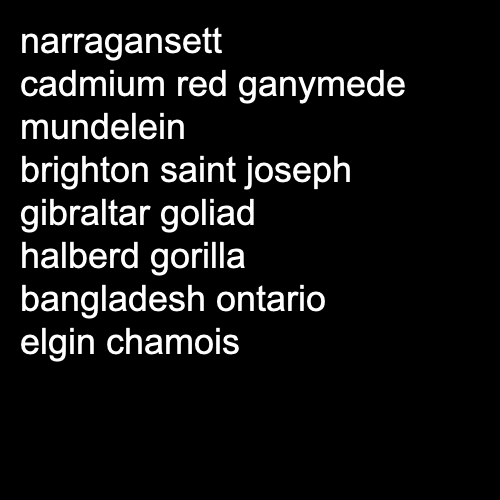 narragansett
cadmium red ganymede
mundelein
brighton saint joseph
gibraltar goliad
halberd gorilla
bangladesh ontario
elgin chamois